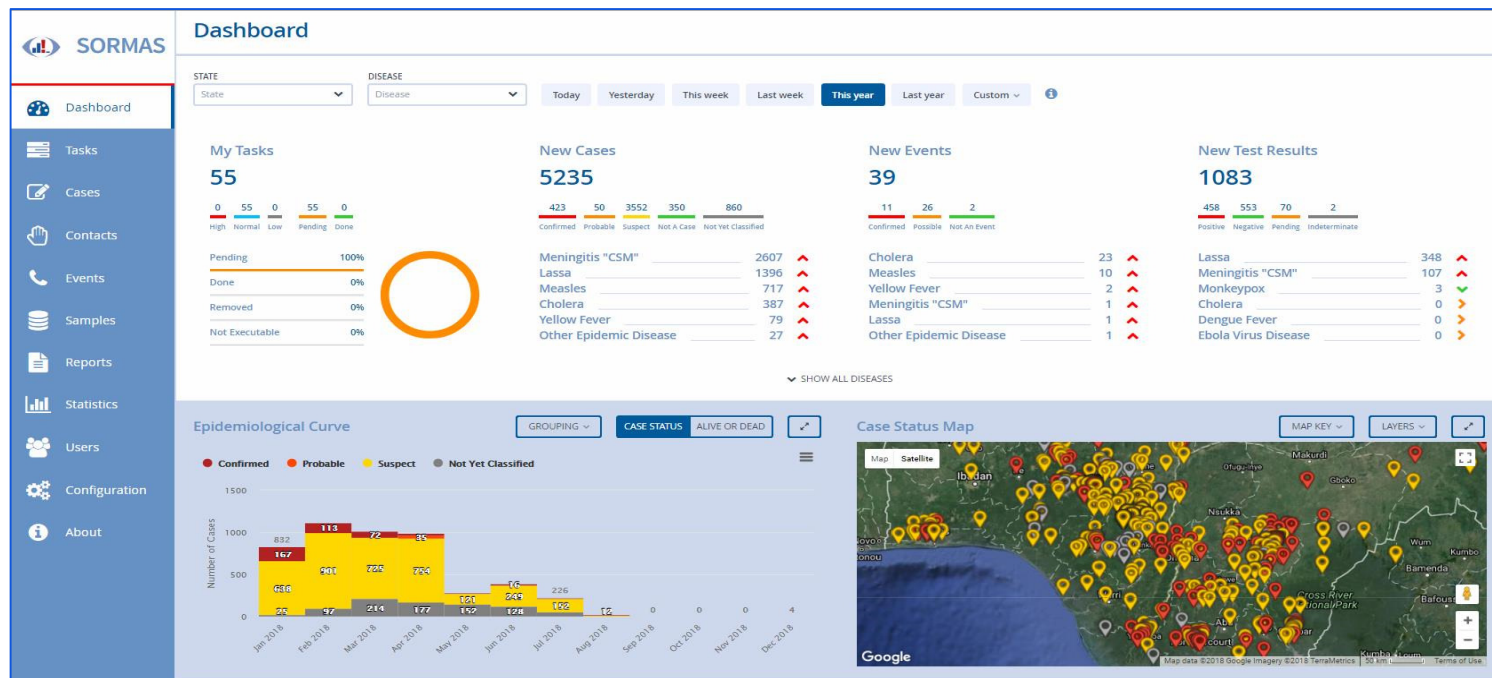 SORMAS
Dashboard
Tasks
Cases
Contacts
Events
Samples
Reports
Statistics
Users
Configuration
About
Dashboard
STATE
State
DISEASE
Disease
Today Yesterday This week Last week This year Last year Custom
My Tasks
55
0 55 0 55 0
High Normal Low Pending Done
Pending 100%
Done 0%
Removed 0%
Not Executable 0%
New Cases
5235
423 50 3552 350 860
Confirmed Probable Suspect Not A Case Not Yet Classified
Meningitis "CSM" 2607
Lassa 1396
Measles 717
Cholera 387
Yellow Fever 79
Other Epidemic Disease 27
New Events
39
11 26 2
Confirmed Possible Not An Event
Cholera 23
Measles 10
Yellow Fever 2
Meningitis "CSM" 1
Lassa 1
Other Epidemic Disease 1
New Test Results
1083
458 553 70 2
Positive Negative Pending Indeterminate
Lassa 348
Meningitis "CSM" 107
Monkeypox 3
Cholera 0
Dengue Fever 0
Ebola Virus Disease 0
SHOW ALL DISEASES
Epidemiological Curve
GROUPING CASE STATUS ALIVE OR DEAD
Confirmed Probable Suspect Not Yet Classified
Number of Cases
1500
1000
500
0
832
167
638
113
901
97
72
725
214
35
754
177
121
152
16
249
128
226
152
12
0 0 0 4
Jan 2018 Feb 2018 Mar 2018 Apr 2018 May 2018 Jun 2018 Jul 2018 Aug 2018 Sep 2018 Oct 2018 Nov 2018 Dec 2018
Case Status Map
MAP KEY LAYERS
Map Satellite
Ibadan
Makurdi
Gboko
Nsukka
Wum
Kumbo
Bamenda
Cross River
National Park
Google
Map data ©2018 Google Imagery ©2018 TerraMetrics 50 km Terms of Use